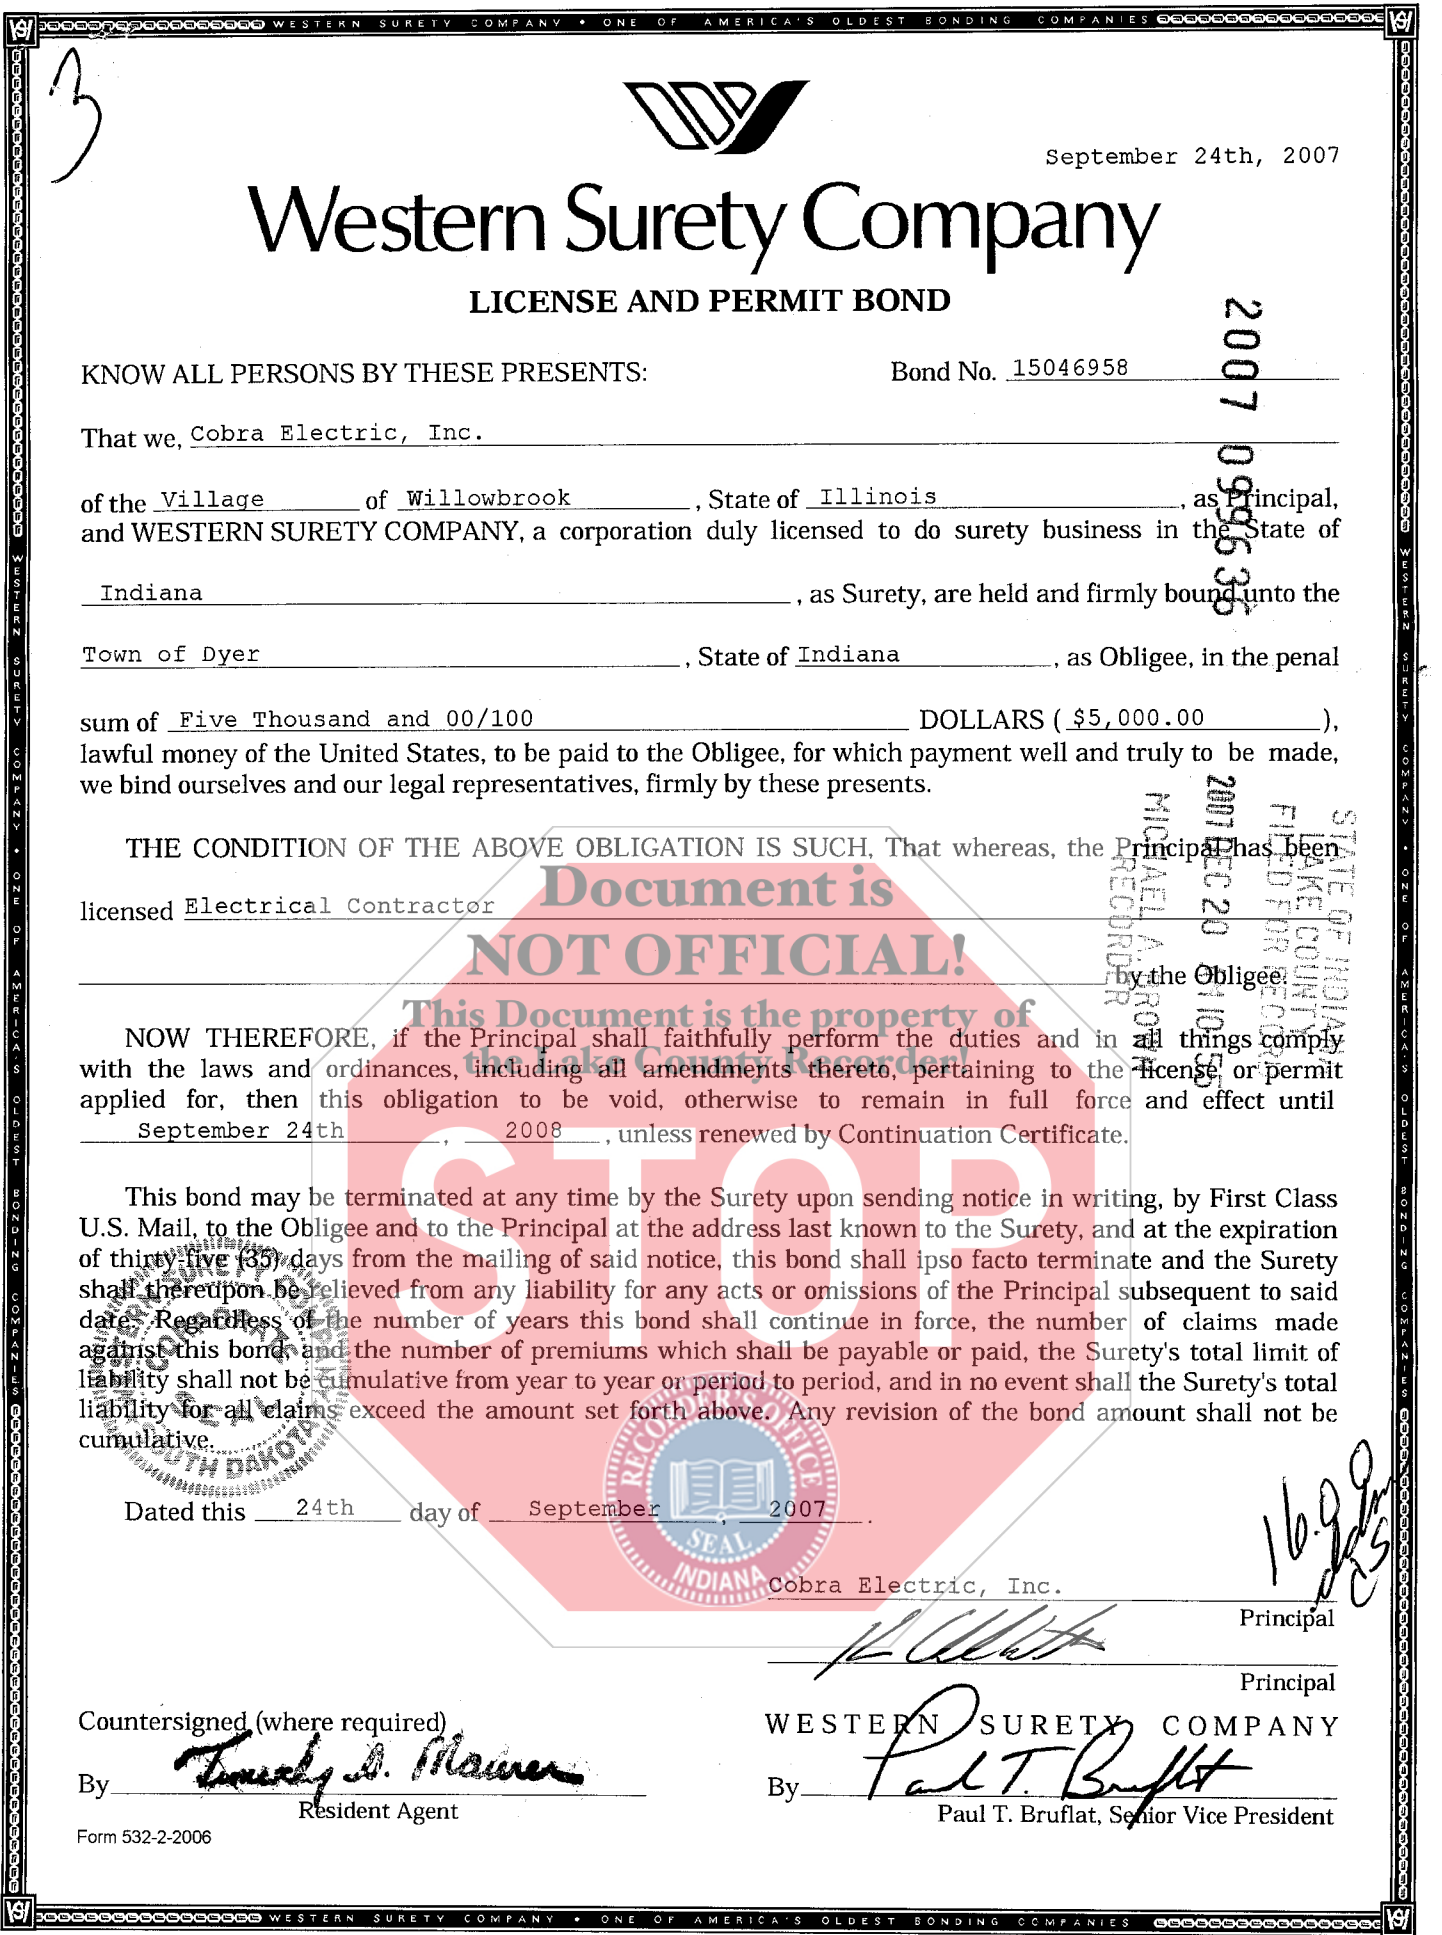 WESTERN SURETY COMPANY • ONE OF AMERICA'S OLDEST BONDING COMPANIES
3
September 24th, 2007
Western Surety Company
LICENSE AND PERMIT BOND
2007 099636
KNOW ALL PERSONS BY THESE PRESENTS: Bond No. 15046958
That we, Cobra Electric, Inc.
of the Village of Willowbrook, State of Illinois, as Principal,
and WESTERN SURETY COMPANY, a corporation duly licensed to do surety business in the State of
Indiana, as Surety, are held and firmly bound unto the
Town of Dyer, State of Indiana, as Obligee, in the penal
sum of Five Thousand and 00/100 DOLLARS ( $5,000.00 ),
lawful money of the United States, to be paid to the Obligee, for which payment well and truly to be made,
we bind ourselves and our legal representatives, firmly by these presents.
STATE OF INDIANA
LAKE COUNTY
FILED FOR RECORD
2007 DEC 20 AM 10: 56
MICHAEL A. BROWN
RECORDER
THE CONDITION OF THE ABOVE OBLIGATION IS SUCH, That whereas, the Principal has been
Document is
licensed Electrical Contractor
NOT OFFICIAL!
by the Obligee.
This Document is the property of
the Lake County Recorder!
NOW THEREFORE, if the Principal shall faithfully perform the duties and in all things comply
with the laws and ordinances, including all amendments thereto, pertaining to the license or permit
applied for, then this obligation to be void, otherwise to remain in full force and effect until
September 24th, 2008, unless renewed by Continuation Certificate.
STOP
This bond may be terminated at any time by the Surety upon sending notice in writing, by First Class
U.S. Mail, to the Obligee and to the Principal at the address last known to the Surety, and at the expiration
of thirty-five (35) days from the mailing of said notice, this bond shall ipso facto terminate and the Surety
shall thereupon be relieved from any liability for any acts or omissions of the Principal subsequent to said
date. Regardless of the number of years this bond shall continue in force, the number of claims made
against this bond, and the number of premiums which shall be payable or paid, the Surety's total limit of
liability shall not be cumulative from year to year or period to period, and in no event shall the Surety's total
liability for all claims exceed the amount set forth above. Any revision of the bond amount shall not be
cumulative.
WESTERN SURETY COMPANY
CORPORATE
SEAL
SOUTH DAKOTA
RECORDER'S OFFICE
SEAL
INDIANA
Dated this 24th day of September, 2007.
16.00
CS
Cobra Electric, Inc.
Principal
Principal
Countersigned (where required)
WESTERN SURETY COMPANY
By Timothy D. Maurer
By Paul T. Bruflat
Resident Agent
Paul T. Bruflat, Senior Vice President
Form 532-2-2006
WESTERN SURETY COMPANY • ONE OF AMERICA'S OLDEST BONDING COMPANIES